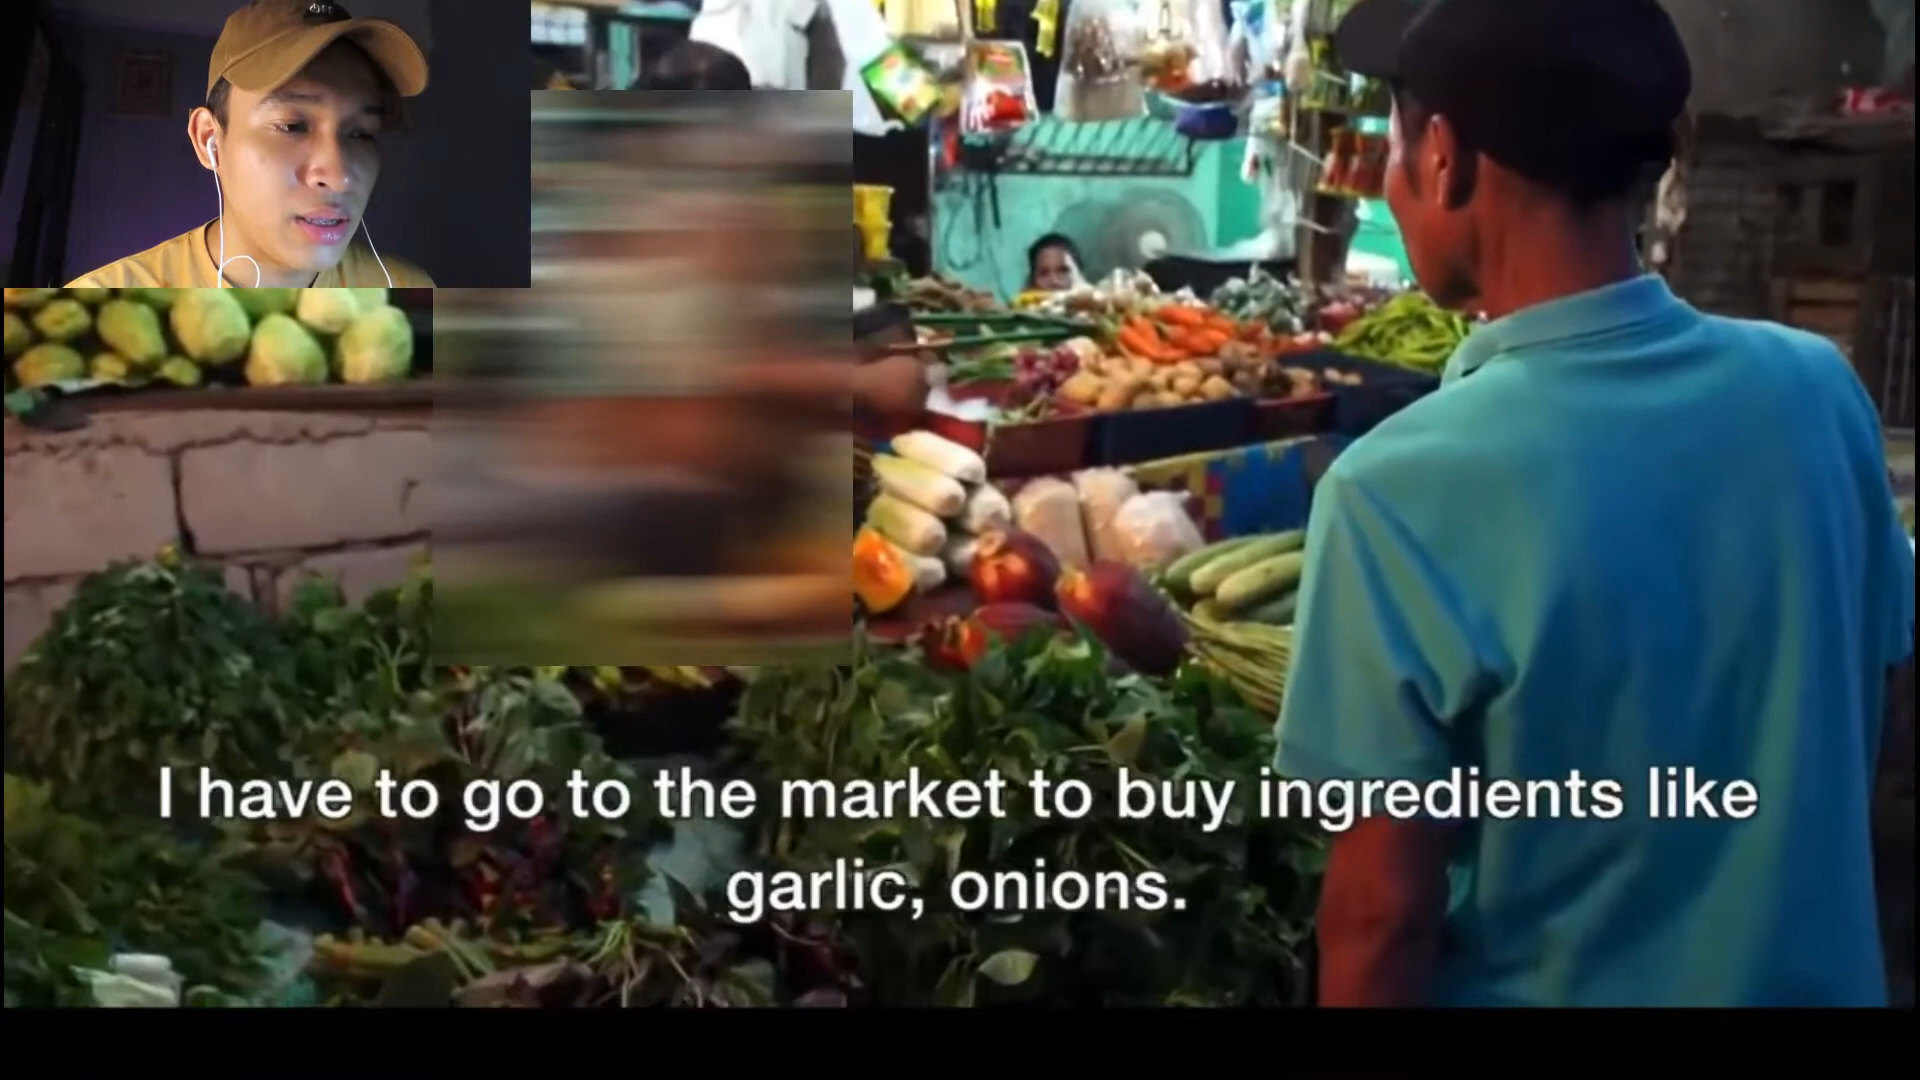 I have to go to the market to buy ingredients like
garlic, onions.